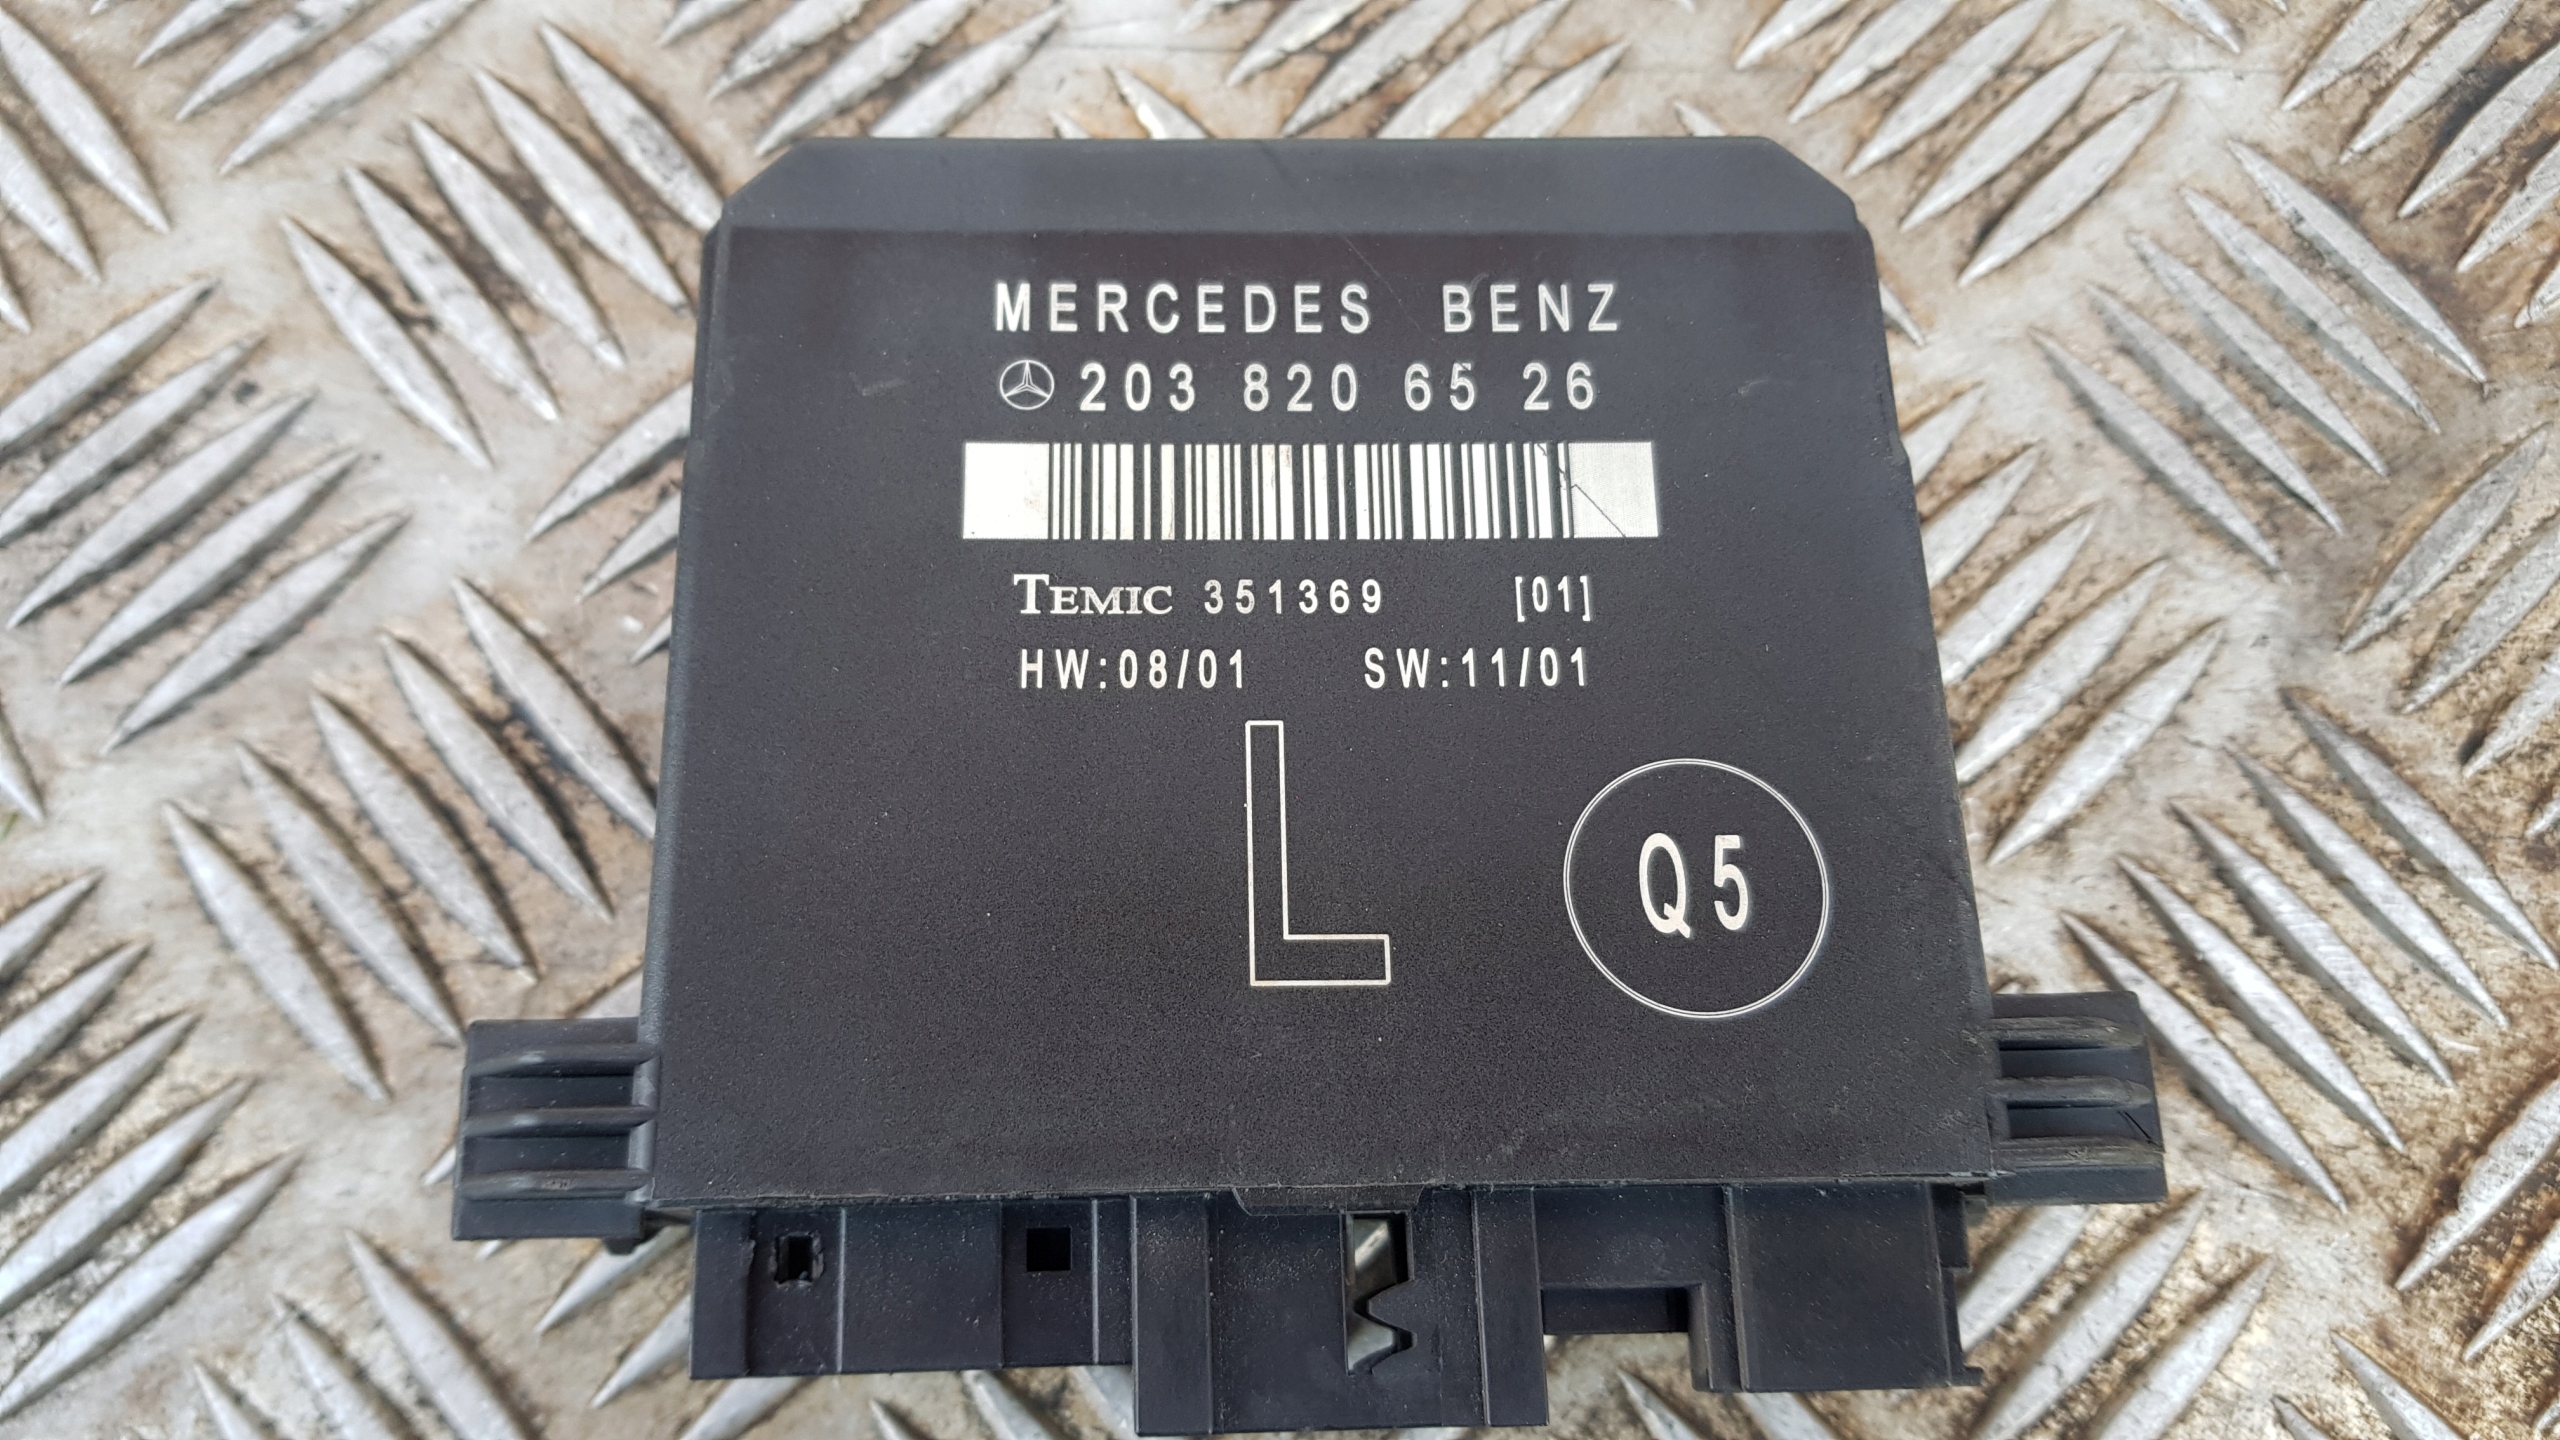 MERCEDES BENZ
203 820 65 26
TEMIC 351369 [01]
HW:08/01 SW:11/01
L
Q5